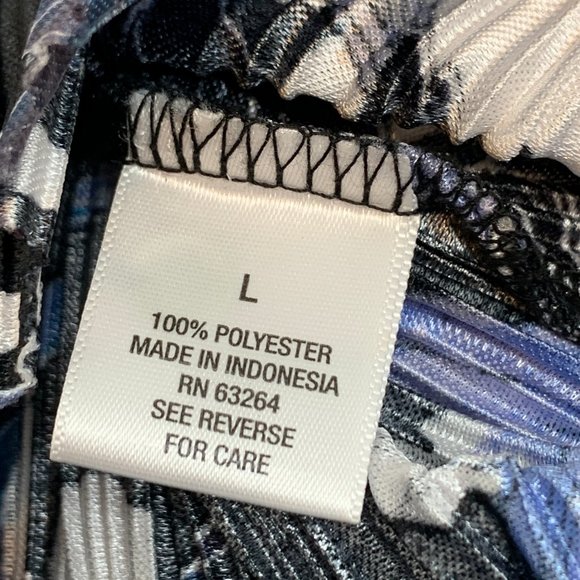 L
100% POLYESTER
MADE IN INDONESIA
RN 63264
SEE REVERSE
FOR CARE